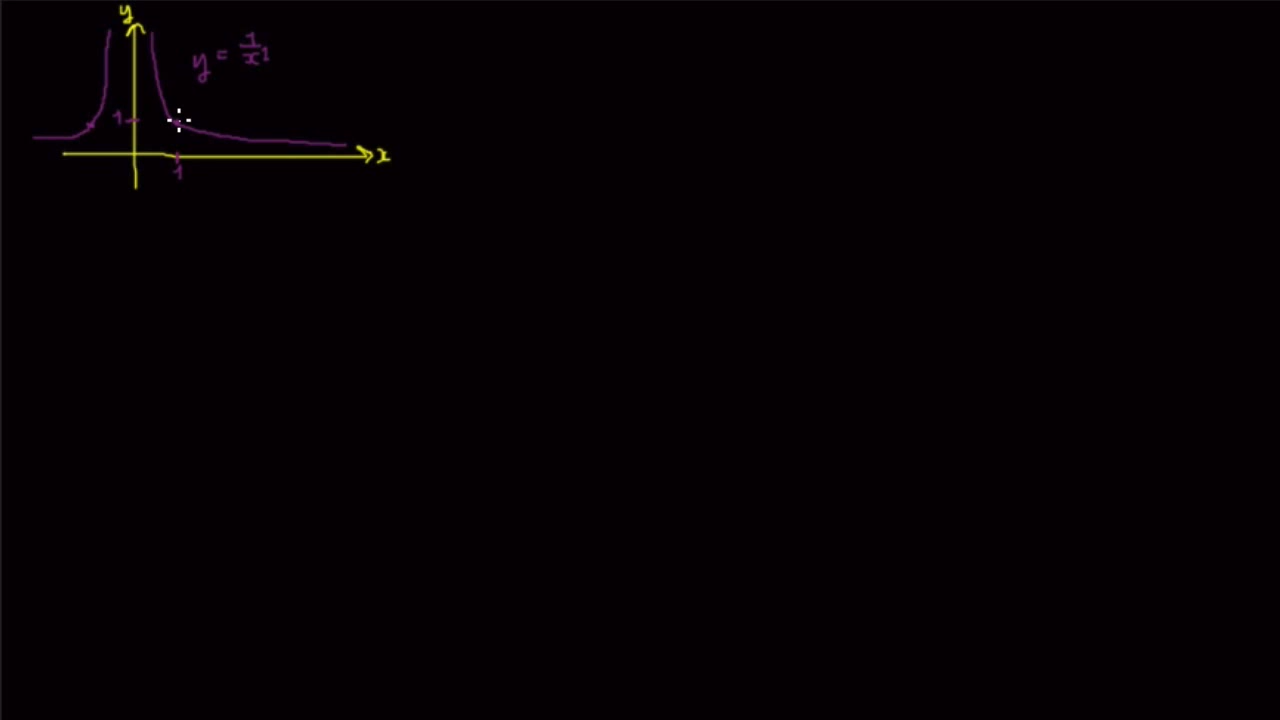 y
y = 1/x²
1
x
1